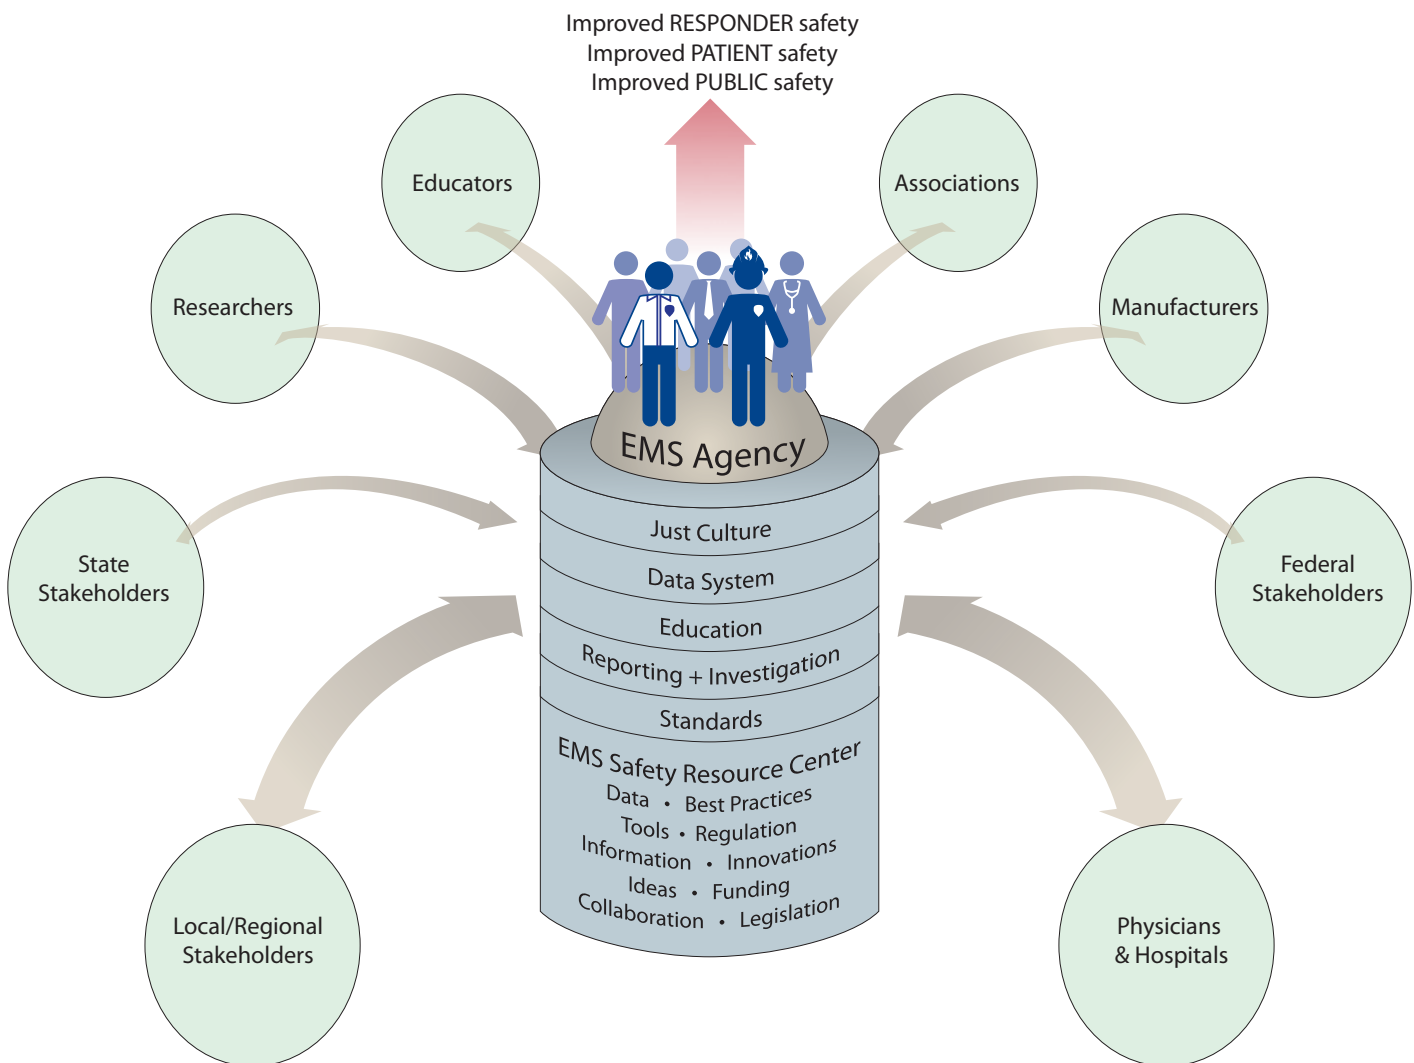 Improved RESPONDER safety
Improved PATIENT safety
Improved PUBLIC safety
Educators
Associations
Researchers
Manufacturers
EMS Agency
State
Stakeholders
Federal
Stakeholders
Just Culture
Data System
Education
Reporting + Investigation
Standards
EMS Safety Resource Center
Data • Best Practices
Tools • Regulation
Information • Innovations
Ideas • Funding
Collaboration • Legislation
Local/Regional
Stakeholders
Physicians
& Hospitals